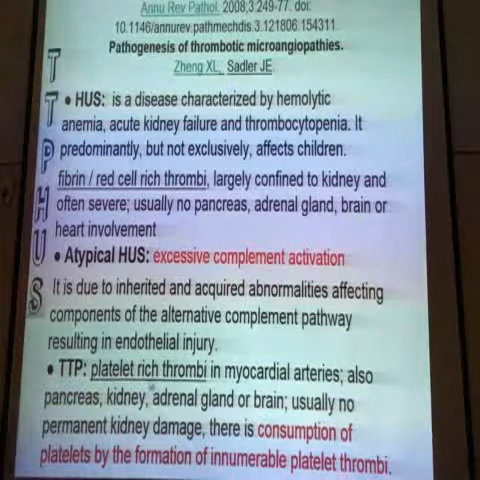 Annu Rev Pathol. 2008;3:249-77. doi:
10.1146/annurev.pathmechdis.3.121806.154311.
Pathogenesis of thrombotic microangiopathies.
Zheng XL, Sadler JE.
T
T
P
H
U
S
• HUS: is a disease characterized by hemolytic
anemia, acute kidney failure and thrombocytopenia. It
predominantly, but not exclusively, affects children.
fibrin / red cell rich thrombi, largely confined to kidney and
often severe; usually no pancreas, adrenal gland, brain or
heart involvement
• Atypical HUS: excessive complement activation
It is due to inherited and acquired abnormalities affecting
components of the alternative complement pathway
resulting in endothelial injury.
• TTP: platelet rich thrombi in myocardial arteries; also
pancreas, kidney, adrenal gland or brain; usually no
permanent kidney damage, there is consumption of
platelets by the formation of innumerable platelet thrombi.